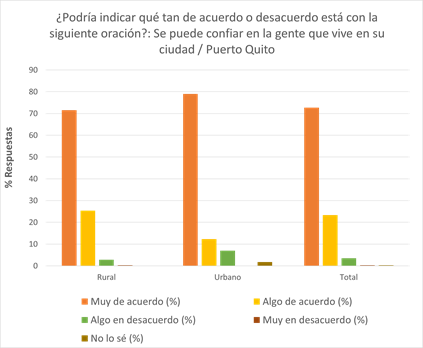 ¿Podría indicar qué tan de acuerdo o desacuerdo está con la
siguiente oración?: Se puede confiar en la gente que vive en su
ciudad / Puerto Quito
% Respuestas
90
80
70
60
50
40
30
20
10
0
Rural
Urbano
Total
Muy de acuerdo (%)
Algo de acuerdo (%)
Algo en desacuerdo (%)
Muy en desacuerdo (%)
No lo sé (%)